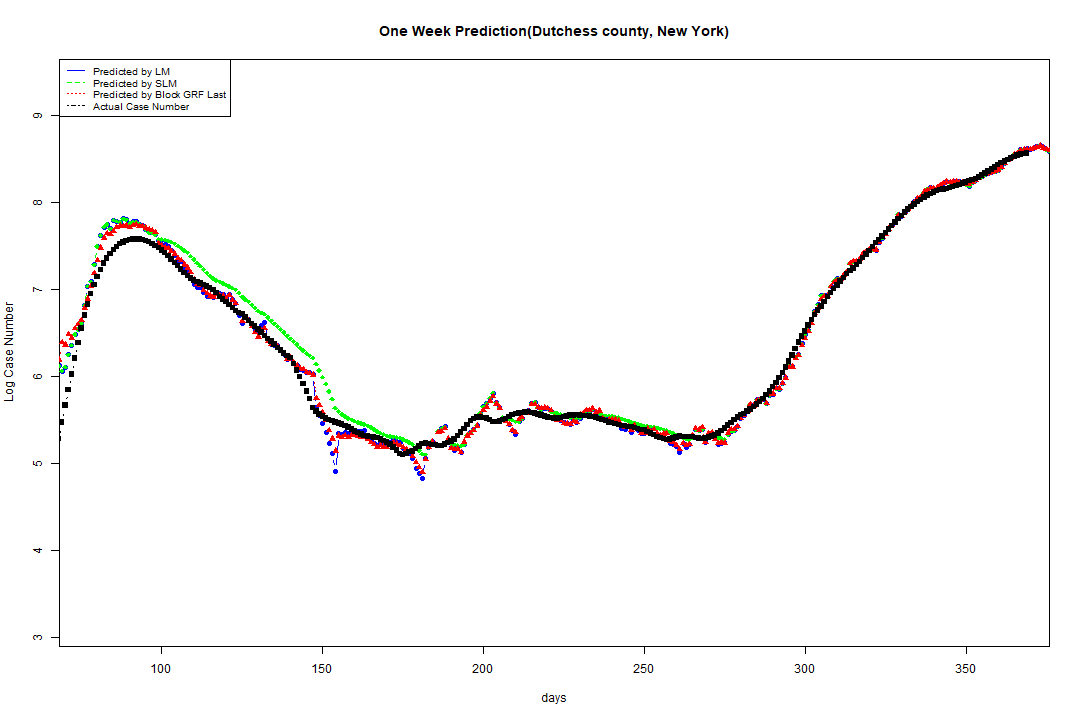 One Week Prediction(Dutchess county, New York)
Predicted by LM
Predicted by SLM
Predicted by Block GRF Last
Actual Case Number
9
8
7
6
5
4
3
Log Case Number
100 150 200 250 300 350
days